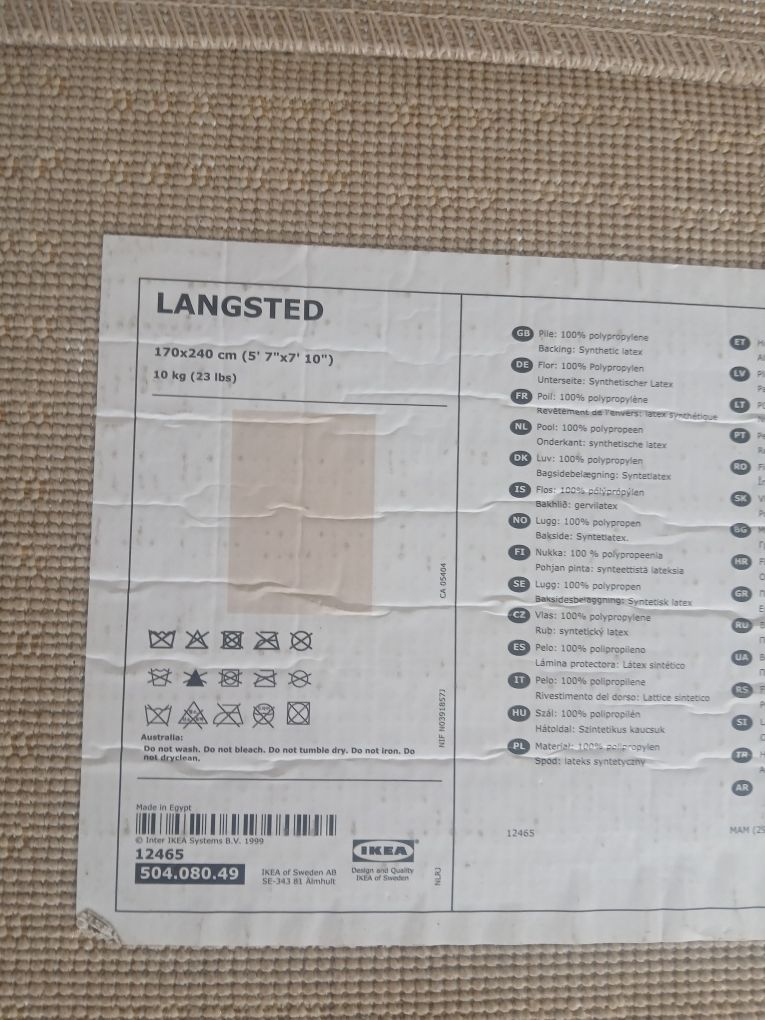 LANGSTED
170x240 cm (5' 7"x7' 10")
10 kg (23 lbs)
CA 05404
NIF N0391857J
Australia:
Do not wash. Do not bleach. Do not tumble dry. Do not iron. Do
not dryclean.
Made in Egypt
© Inter IKEA Systems B.V. 1999
12465
504.080.49
IKEA of Sweden AB
SE-343 81 Älmhult
IKEA
Design and Quality
IKEA of Sweden
NLRJ
GB Pile: 100% polypropylene
Backing: Synthetic latex
DE Flor: 100% Polypropylen
Unterseite: Synthetischer Latex
FR Poil: 100% polypropylène
Revêtement de l'envers: latex synthétique
NL Pool: 100% polypropeen
Onderkant: synthetische latex
DK Luv: 100% polypropylen
Bagsidebelægning: Syntetlatex
IS Flos: 100% pólýprópýlen
Bakhlið: gervilatex
NO Lugg: 100% polypropen
Bakside: Syntetlatex.
FI Nukka: 100 % polypropeenia
Pohjan pinta: synteettistä lateksia
SE Lugg: 100% polypropen
Baksidesbeläggning: Syntetisk latex
CZ Vlas: 100% polypropylene
Rub: syntetický latex
ES Pelo: 100% polipropileno
Lámina protectora: Látex sintético
IT Pelo: 100% polipropilene
Rivestimento del dorso: Lattice sintetico
HU Szál: 100% polipropilén
Hátoldal: Szintetikus kaucsuk
PL Materiał: 100% polipropylen
Spód: lateks syntetyczny
12465
ET
LV
LT
PT
RO
SK
BG
HR
GR
RU
UA
RS
SI
TR
AR
MAM (29